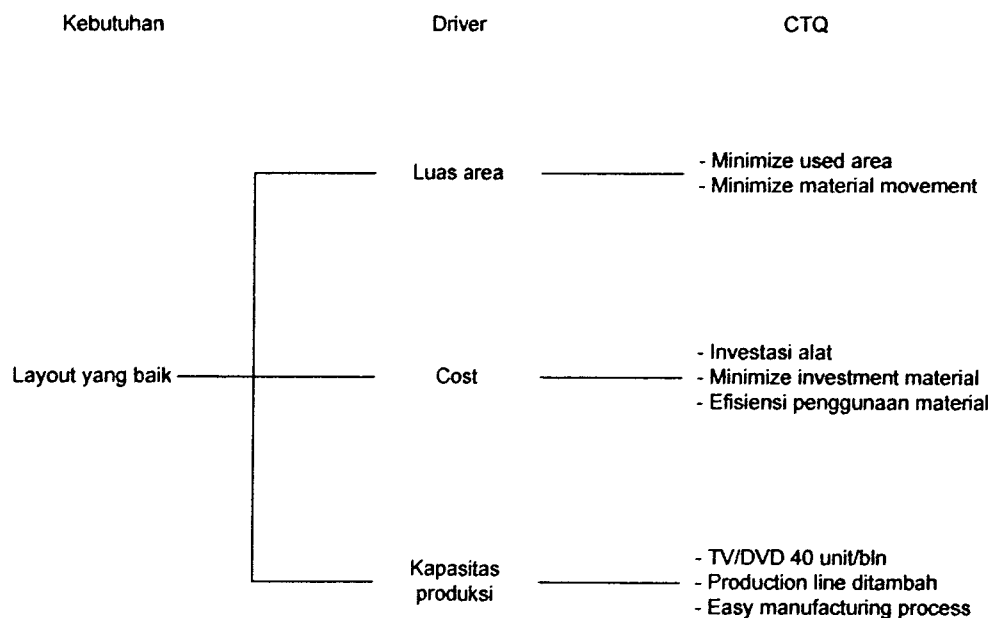 Kebutuhan Driver CTQ
Luas area
- Minimize used area
- Minimize material movement
Layout yang baik
Cost
- Investasi alat
- Minimize investment material
- Efisiensi penggunaan material
Kapasitas
produksi
- TV/DVD 40 unit/bln
- Production line ditambah
- Easy manufacturing process